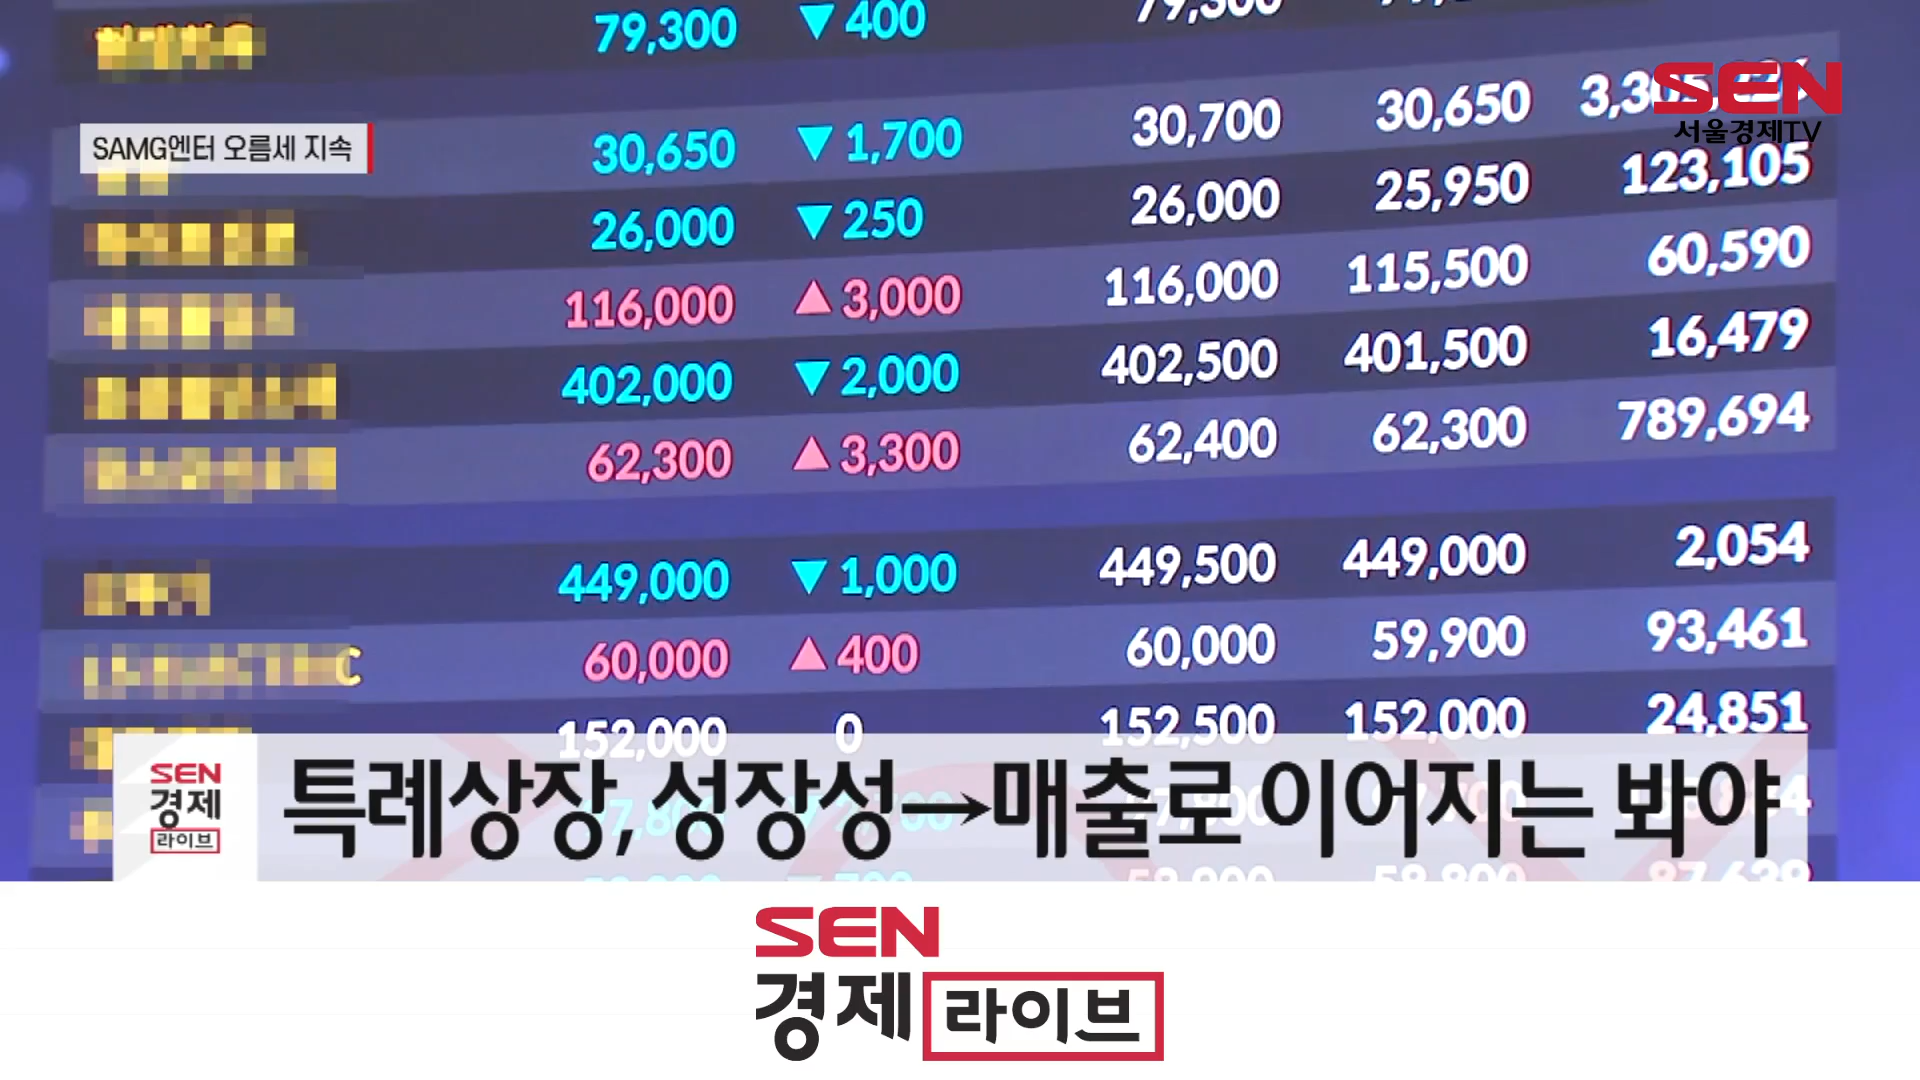 79,300 ▼400
SEN
서울경제TV
SAMG엔터 오름세 지속
30,650 ▼1,700 30,700 30,650
26,000 ▼250 26,000 25,950 123,105
116,000 ▲3,000 116,000 115,500 60,590
402,000 ▼2,000 402,500 401,500 16,479
62,300 ▲3,300 62,400 62,300 789,694
449,000 ▼1,000 449,500 449,000 2,054
C 60,000 ▲400 60,000 59,900 93,461
152,000 0 152,500 152,000 24,851
SEN
경제
라이브
특례상장, 성장성→매출로 이어지는 봐야
SEN
경제 라이브